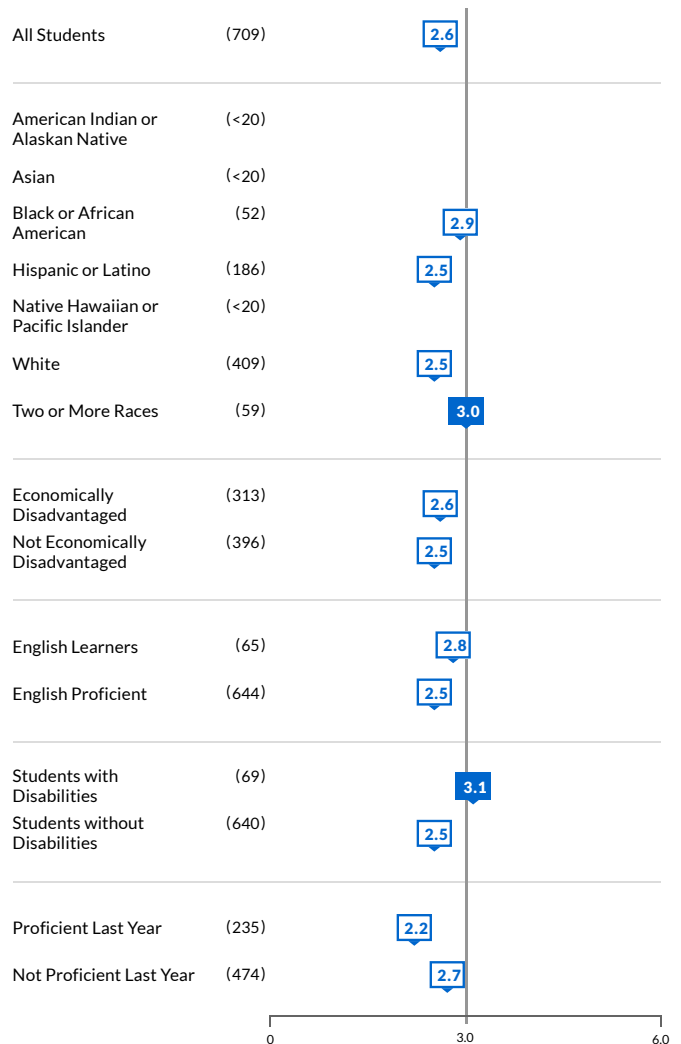 All Students (709) 2.6
American Indian or (<20)
Alaskan Native
Asian (<20)
Black or African (52) 2.9
American
Hispanic or Latino (186) 2.5
Native Hawaiian or (<20)
Pacific Islander
White (409) 2.5
Two or More Races (59) 3.0
Economically (313) 2.6
Disadvantaged
Not Economically (396) 2.5
Disadvantaged
English Learners (65) 2.8
English Proficient (644) 2.5
Students with (69) 3.1
Disabilities
Students without (640) 2.5
Disabilities
Proficient Last Year (235) 2.2
Not Proficient Last Year (474) 2.7
0 3.0 6.0